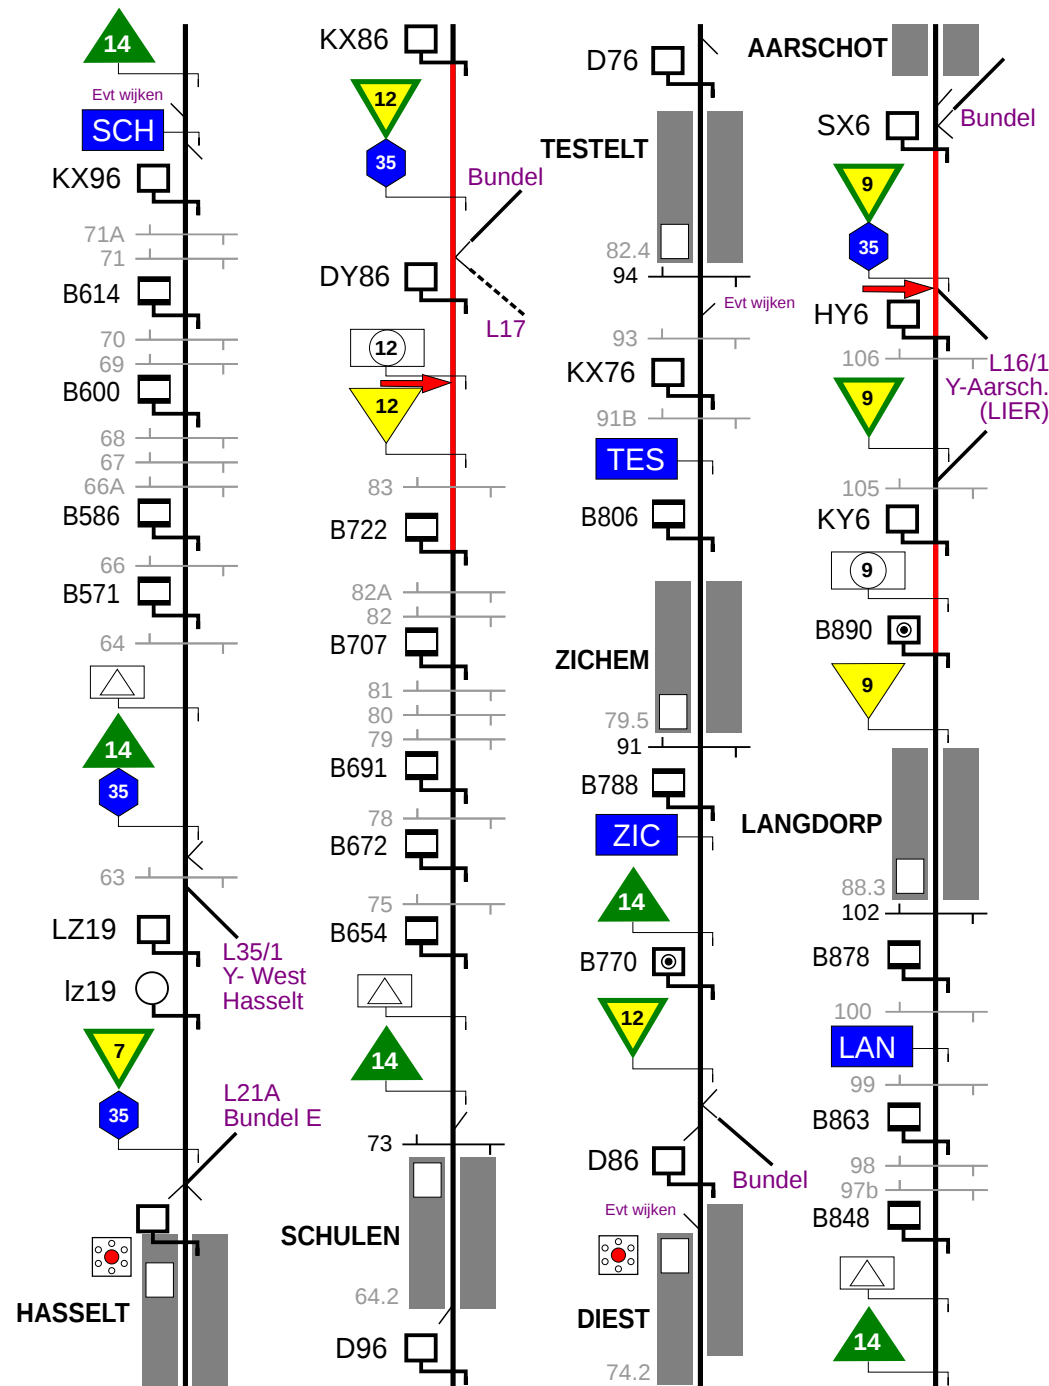 14
Evt wijken
SCH
KX96
71A
71
B614
70
69
B600
68
67
66A
B586
66
B571
64
14
35
63
LZ19
L35/1
Y- West
Hasselt
lz19
7
35
L21A
Bundel E
HASSELT
KX86
12
35
Bundel
DY86
L17
12
12
83
B722
82A
82
B707
81
80
79
B691
78
B672
75
B654
14
73
SCHULEN
64.2
D96
D76
TESTELT
82.4
94
Evt wijken
93
KX76
91B
TES
B806
ZICHEM
79.5
91
B788
ZIC
14
B770
12
D86
Bundel
Evt wijken
DIEST
74.2
AARSCHOT
SX6
Bundel
9
35
HY6
106
L16/1
Y-Aarsch.
(LIER)
9
105
KY6
9
B890
9
LANGDORP
88.3
102
B878
100
LAN
99
B863
98
97b
B848
14